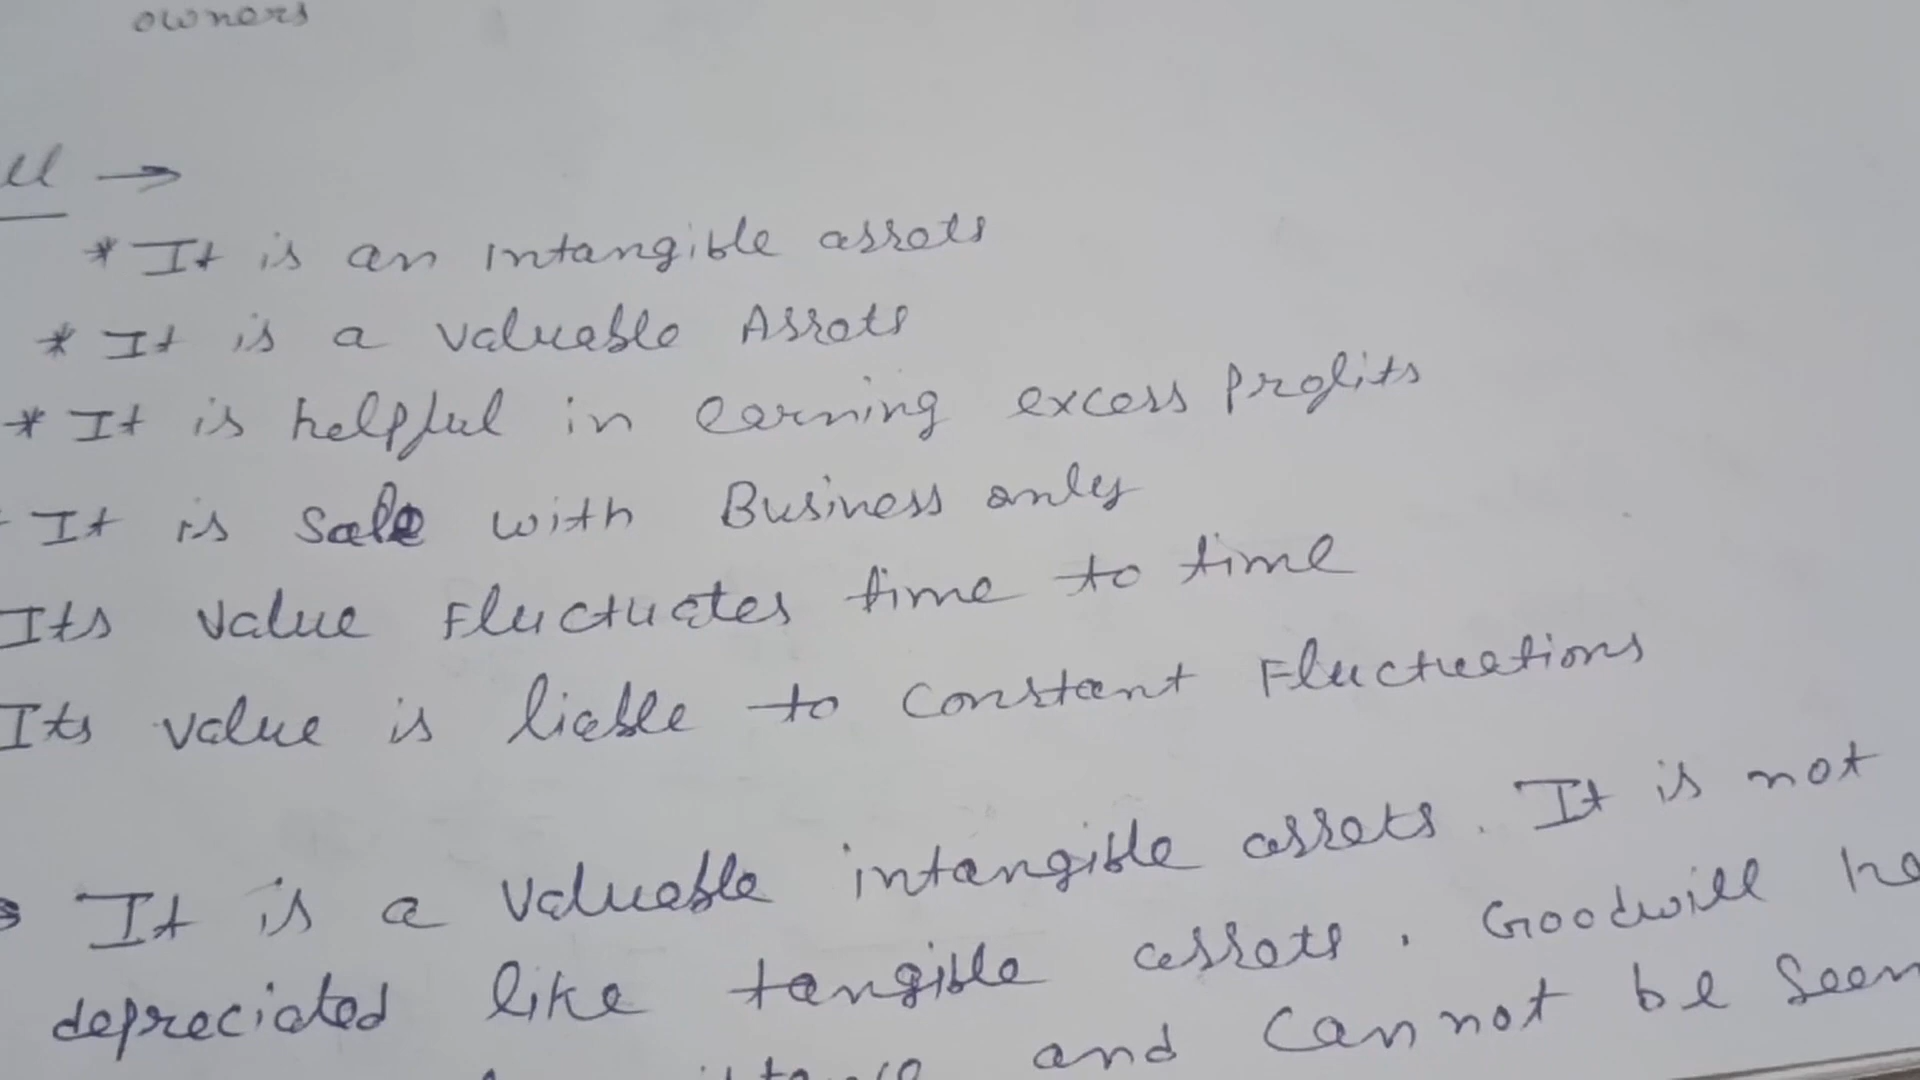 owners
ll →
* It is an Intangible assets
* It is a valuable Assets
* It is helpful in earning excess Profits
It is Sale with Business only
Its value Fluctuates time to time
Its value is liable to Constant Fluctuations
It is a valuable intangible assets. It is not
depreciated like tangible assets. Goodwill
and Cannot be Seen